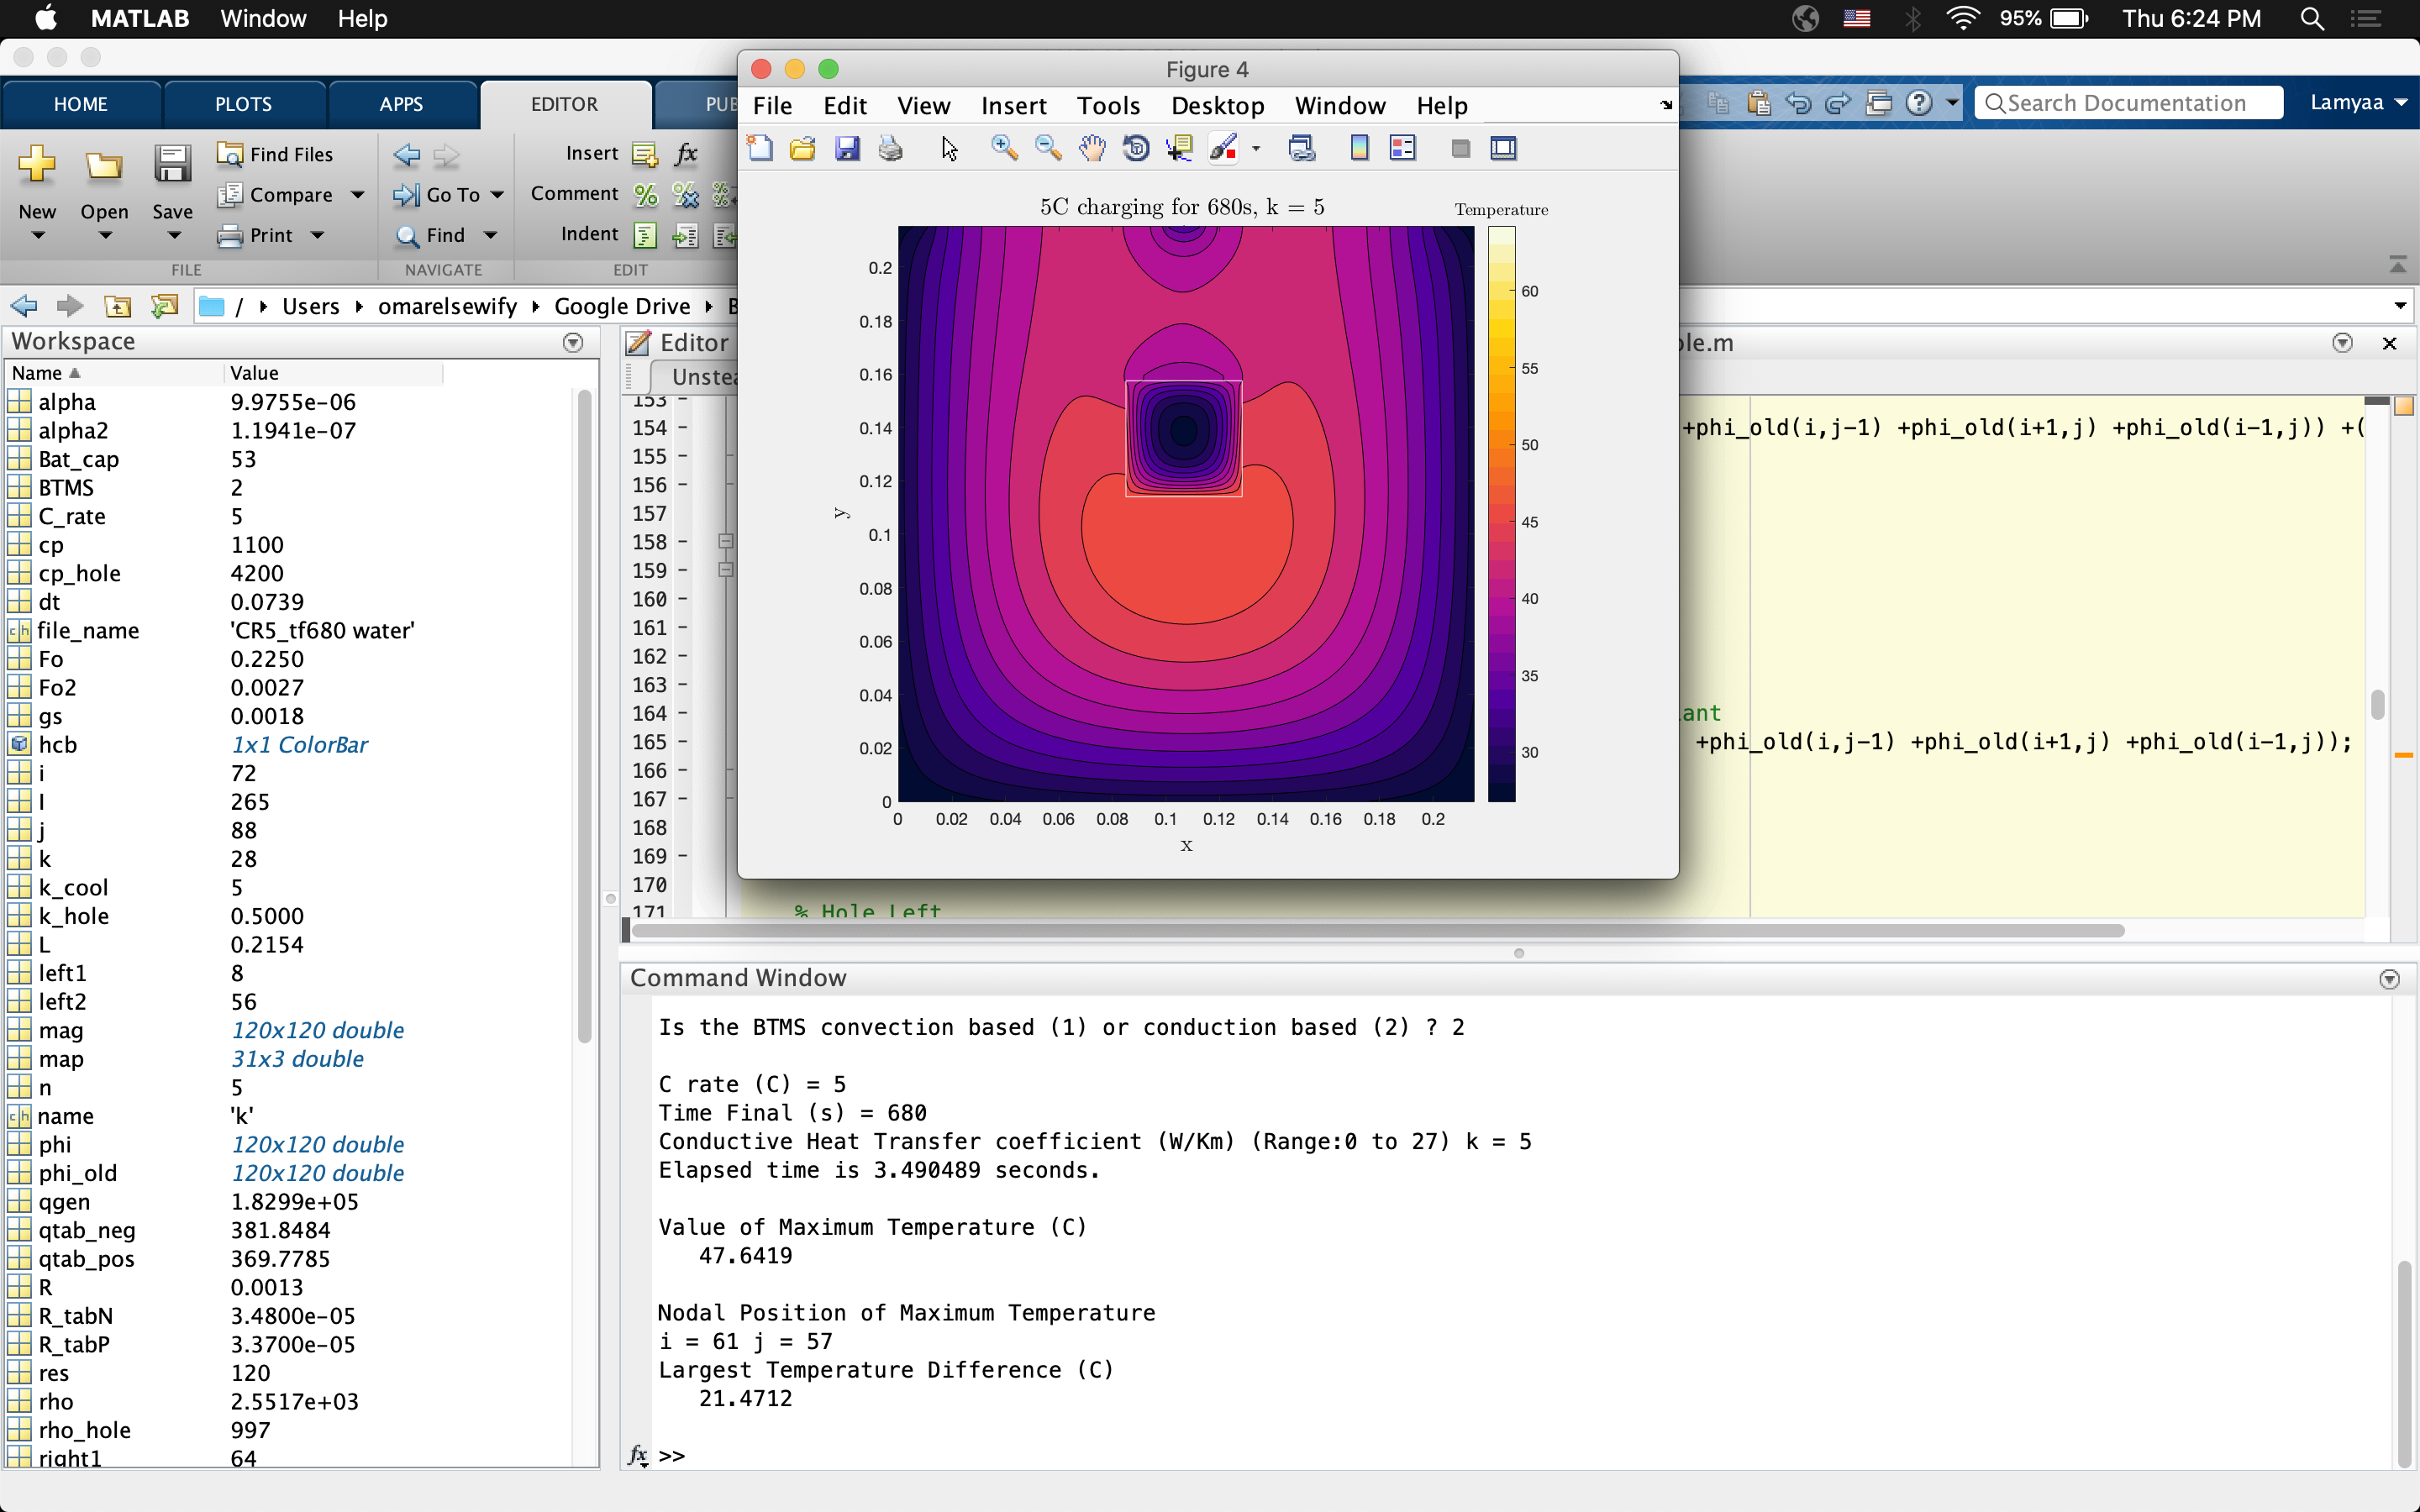 MATLAB Window Help
95% Thu 6:24 PM
HOME PLOTS APPS EDITOR PUB
Search Documentation Lamyaa
New Open Save
Find Files
Compare
Print
FILE
Go To
Find
NAVIGATE
Insert fx
Comment
Indent
EDIT
/ Users omarelsewify Google Drive B
Figure 4
File Edit View Insert Tools Desktop Window Help
5C charging for 680s, k = 5
Temperature
0.2
0.18
0.16
0.14
0.12
0.1
0.08
0.06
0.04
0.02
0
y
0 0.02 0.04 0.06 0.08 0.1 0.12 0.14 0.16 0.18 0.2
x
60
55
50
45
40
35
30
Workspace
Name Value
alpha 9.9755e-06
alpha2 1.1941e-07
Bat_cap 53
BTMS 2
C_rate 5
cp 1100
cp_hole 4200
dt 0.0739
ch file_name 'CR5_tf680 water'
Fo 0.2250
Fo2 0.0027
gs 0.0018
hcb 1x1 ColorBar
i 72
I 265
j 88
k 28
k_cool 5
k_hole 0.5000
L 0.2154
left1 8
left2 56
mag 120x120 double
map 31x3 double
n 5
ch name 'k'
phi 120x120 double
phi_old 120x120 double
qgen 1.8299e+05
qtab_neg 381.8484
qtab_pos 369.7785
R 0.0013
R_tabN 3.4800e-05
R_tabP 3.3700e-05
res 120
rho 2.5517e+03
rho_hole 997
right1 64
Editor
ole.m
Unstea
153
154 +phi_old(i,j-1) +phi_old(i+1,j) +phi_old(i-1,j)) +(
155
156
157
158
159
160
161
162
163
164 ant
165 +phi_old(i,j-1) +phi_old(i+1,j) +phi_old(i-1,j));
166
167
168
169
170
171 % Hole Left
Command Window
Is the BTMS convection based (1) or conduction based (2) ? 2
C rate (C) = 5
Time Final (s) = 680
Conductive Heat Transfer coefficient (W/Km) (Range:0 to 27) k = 5
Elapsed time is 3.490489 seconds.
Value of Maximum Temperature (C)
47.6419
Nodal Position of Maximum Temperature
i = 61 j = 57
Largest Temperature Difference (C)
21.4712
fx >>